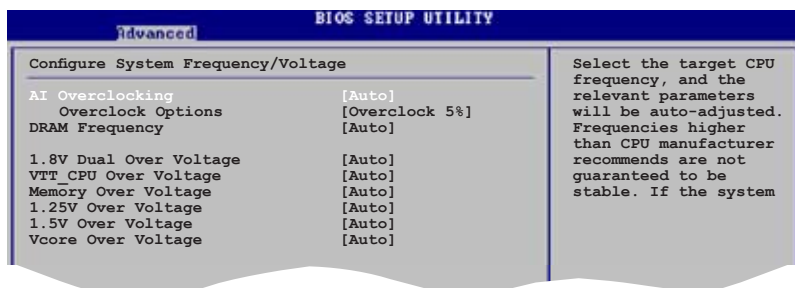 BIOS SETUP UTILITY
Advanced
Configure System Frequency/Voltage
AI Overclocking [Auto]
Overclock Options [Overclock 5%]
DRAM Frequency [Auto]
1.8V Dual Over Voltage [Auto]
VTT_CPU Over Voltage [Auto]
Memory Over Voltage [Auto]
1.25V Over Voltage [Auto]
1.5V Over Voltage [Auto]
Vcore Over Voltage [Auto]
Select the target CPU
frequency, and the
relevant parameters
will be auto-adjusted.
Frequencies higher
than CPU manufacturer
recommends are not
guaranteed to be
stable. If the system